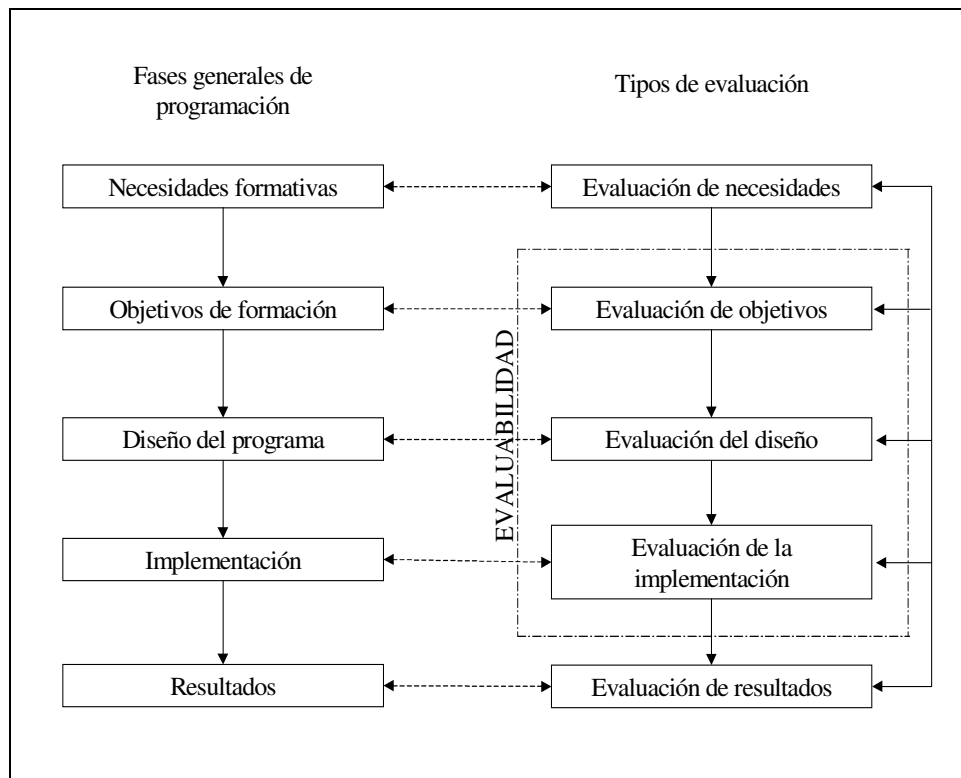 Fases generales de
programación
Tipos de evaluación
Necesidades formativas
Evaluación de necesidades
Objetivos de formación
Evaluación de objetivos
EVALUABILIDAD
Diseño del programa
Evaluación del diseño
Implementación
Evaluación de la
implementación
Resultados
Evaluación de resultados